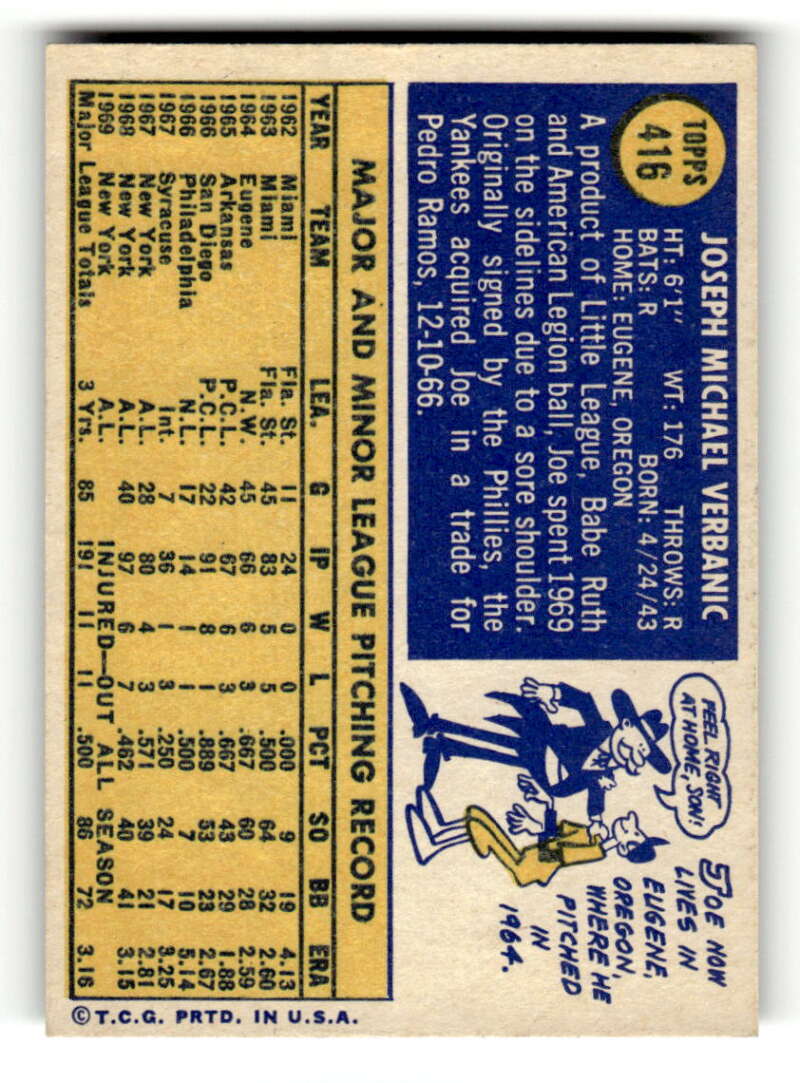 TOPPS
416
JOSEPH MICHAEL VERBANIC
HT: 6'1" WT: 176 THROWS: R
BATS: R BORN: 4/24/43
HOME: EUGENE, OREGON
A product of Little League, Babe Ruth
and American Legion ball, Joe spent 1969
on the sidelines due to a sore shoulder.
Originally signed by the Phillies, the
Yankees acquired Joe in a trade for
Pedro Ramos, 12-10-66.
FEEL RIGHT
AT HOME, SON!
JOE NOW
LIVES IN
EUGENE,
OREGON,
WHERE HE
PITCHED
IN
1964.
MAJOR AND MINOR LEAGUE PITCHING RECORD
YEAR TEAM LEA. G IP W L PCT SO BB ERA
1962 Miami Fla. St. 11 24 0 0 .000 9 19 4.13
1963 Miami Fla. St. 45 83 5 5 .500 64 32 2.60
1964 Eugene N.W. 45 66 6 3 .667 60 28 2.59
1965 Arkansas P.C.L. 42 67 6 3 .667 43 29 1.88
1966 San Diego P.C.L. 22 91 8 1 .889 53 23 2.67
1966 Philadelphia N.L. 17 14 1 1 .500 7 10 5.14
1967 Syracuse Int. 7 36 1 3 .250 24 17 3.25
1967 New York A.L. 28 80 4 3 .571 39 21 2.81
1968 New York A.L. 40 97 6 7 .462 40 41 3.15
1969 New York A.L. INJURED—OUT ALL SEASON
Major League Totals 3 Yrs. 85 191 11 11 .500 86 72 3.16
© T.C.G. PRTD. IN U.S.A.